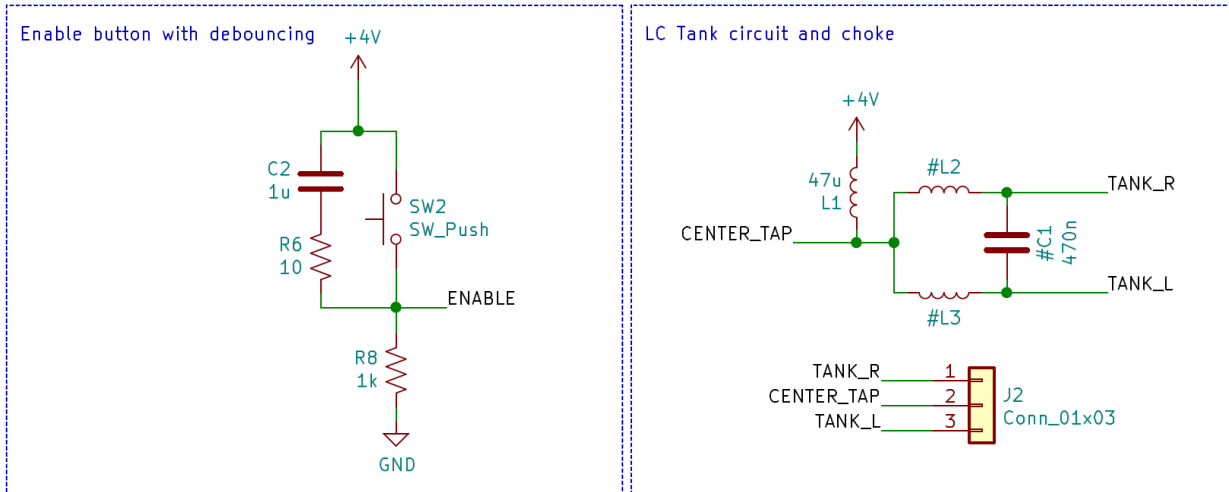 Enable button with debouncing
+4V
C2
1u
SW2
SW_Push
R6
10
ENABLE
R8
1k
GND
LC Tank circuit and choke
+4V
47u
L1
#L2
TANK_R
CENTER_TAP
#C1
470n
TANK_L
#L3
TANK_R
1
CENTER_TAP
2
TANK_L
3
J2
Conn_01x03